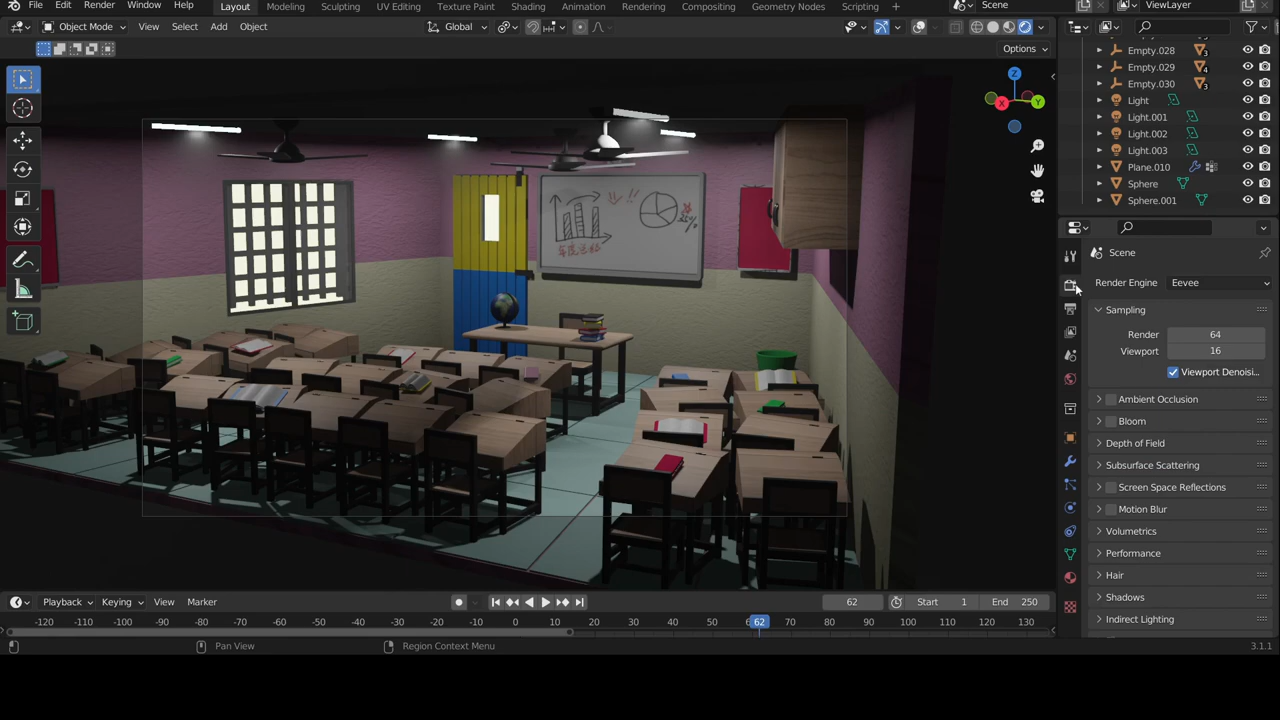 File Edit Render Window Help Layout Modeling Sculpting UV Editing Texture Paint Shading Animation Rendering Compositing Geometry Nodes Scripting + Scene ViewLayer
Object Mode View Select Add Object Global
Options
Empty.028 3
Empty.029 4
Empty.030 3
Light
Light.001
Light.002
Light.003
Plane.010
Sphere
Sphere.001
Scene
Render Engine Eevee
Sampling
Render 64
Viewport 16
Viewport Denoisi...
Ambient Occlusion
Bloom
Depth of Field
Subsurface Scattering
Screen Space Reflections
Motion Blur
Volumetrics
Performance
Hair
Shadows
Indirect Lighting
Z
X
Y
Playback Keying View Marker 62 Start 1 End 250
-120 -110 -100 -90 -80 -70 -60 -50 -40 -30 -20 -10 0 10 20 30 40 50 62 70 80 90 100 110 120 130
Pan View Region Context Menu 3.1.1